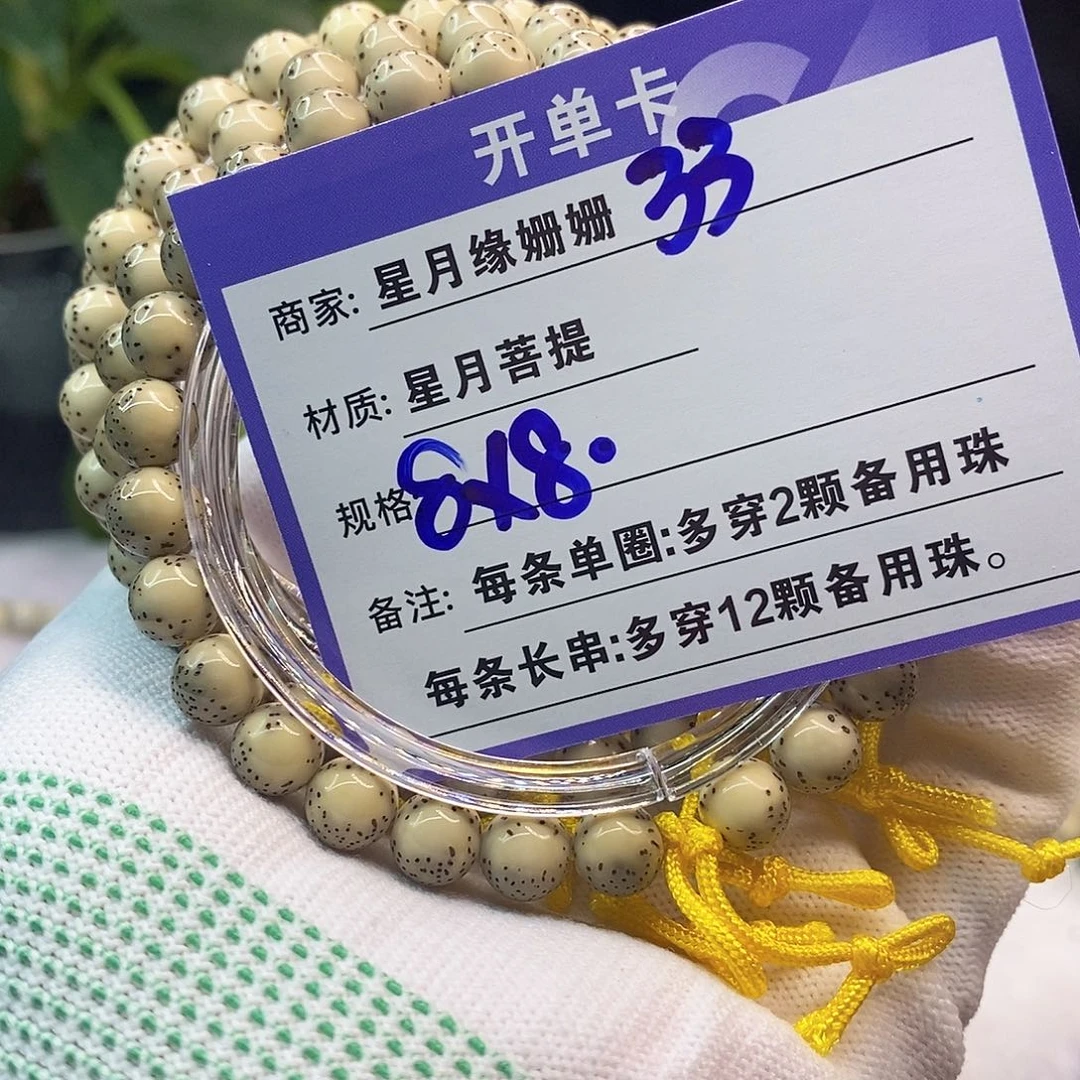 开单卡
商家: 星月缘姗姗 33
材质: 星月菩提
规格 8x8.
备注: 每条单圈:多穿2颗备用珠
每条长串:多穿12颗备用珠。